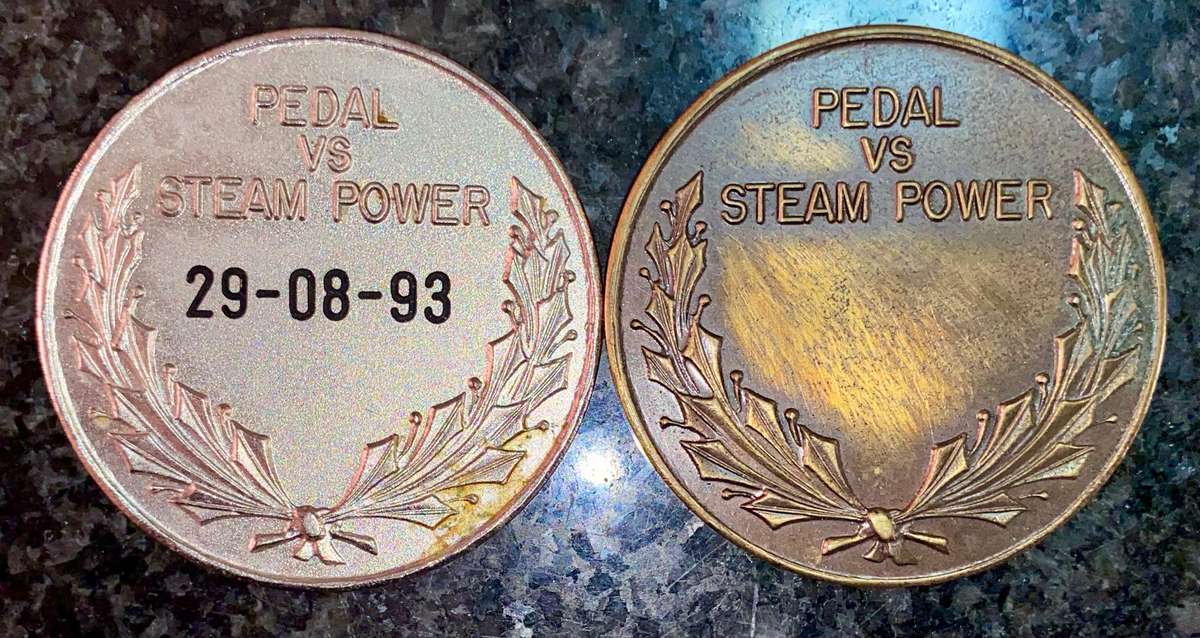 PEDAL
VS
STEAM POWER
29-08-93
PEDAL
VS
STEAM POWER